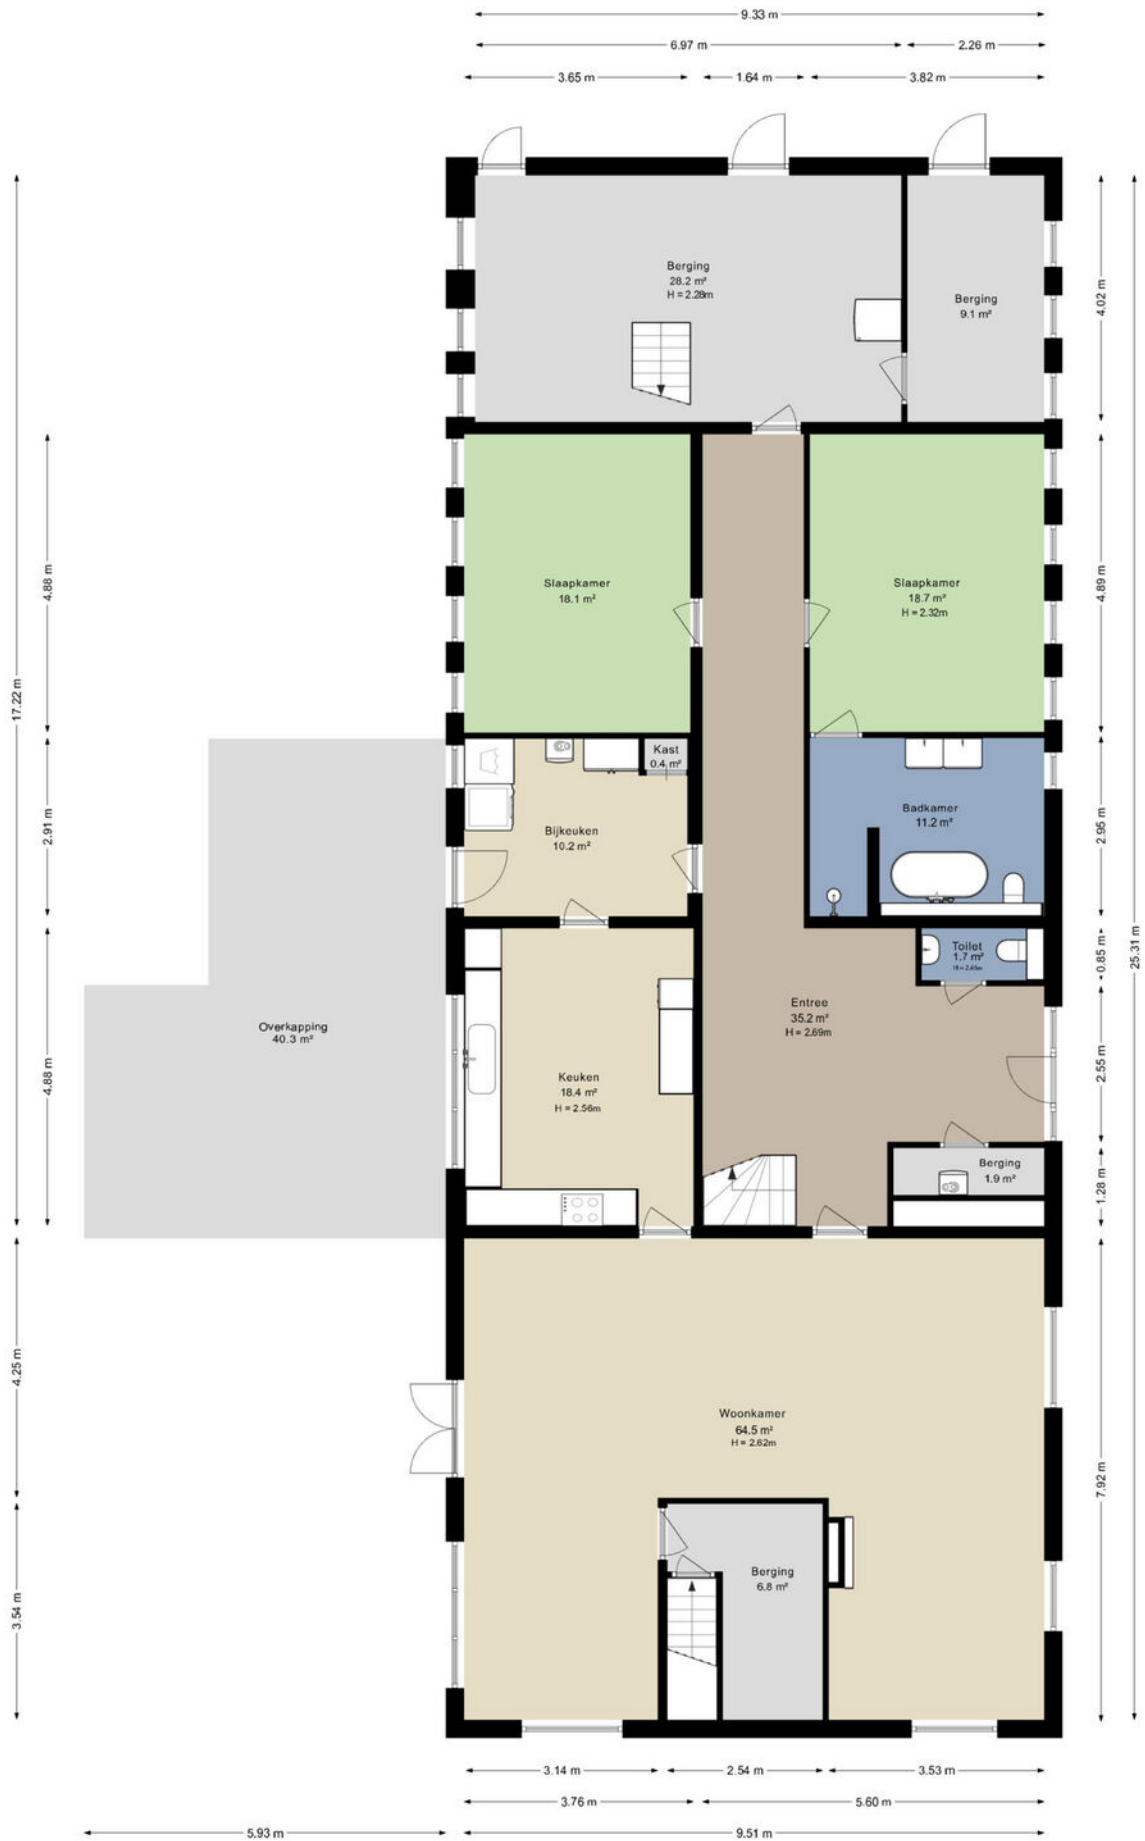 9.33 m
6.97 m
2.26 m
3.65 m
1.64 m
3.82 m
Berging
28.2 m²
H = 2.28m
Berging
9.1 m²
4.02 m
25.31 m
17.22 m
4.88 m
Slaapkamer
18.1 m²
Slaapkamer
18.7 m²
H = 2.32m
4.89 m
Kast
0.4 m²
2.91 m
Bijkeuken
10.2 m²
Badkamer
11.2 m²
2.95 m
Toilet
1.7 m²
0.85 m
Overkapping
40.3 m²
Entree
35.2 m²
H = 2.69m
4.88 m
Keuken
18.4 m²
H = 2.56m
2.55 m
Berging
1.9 m²
1.28 m
4.25 m
Woonkamer
64.5 m²
H = 2.62m
7.92 m
3.54 m
Berging
6.8 m²
3.14 m
2.54 m
3.53 m
3.76 m
5.60 m
5.93 m
9.51 m